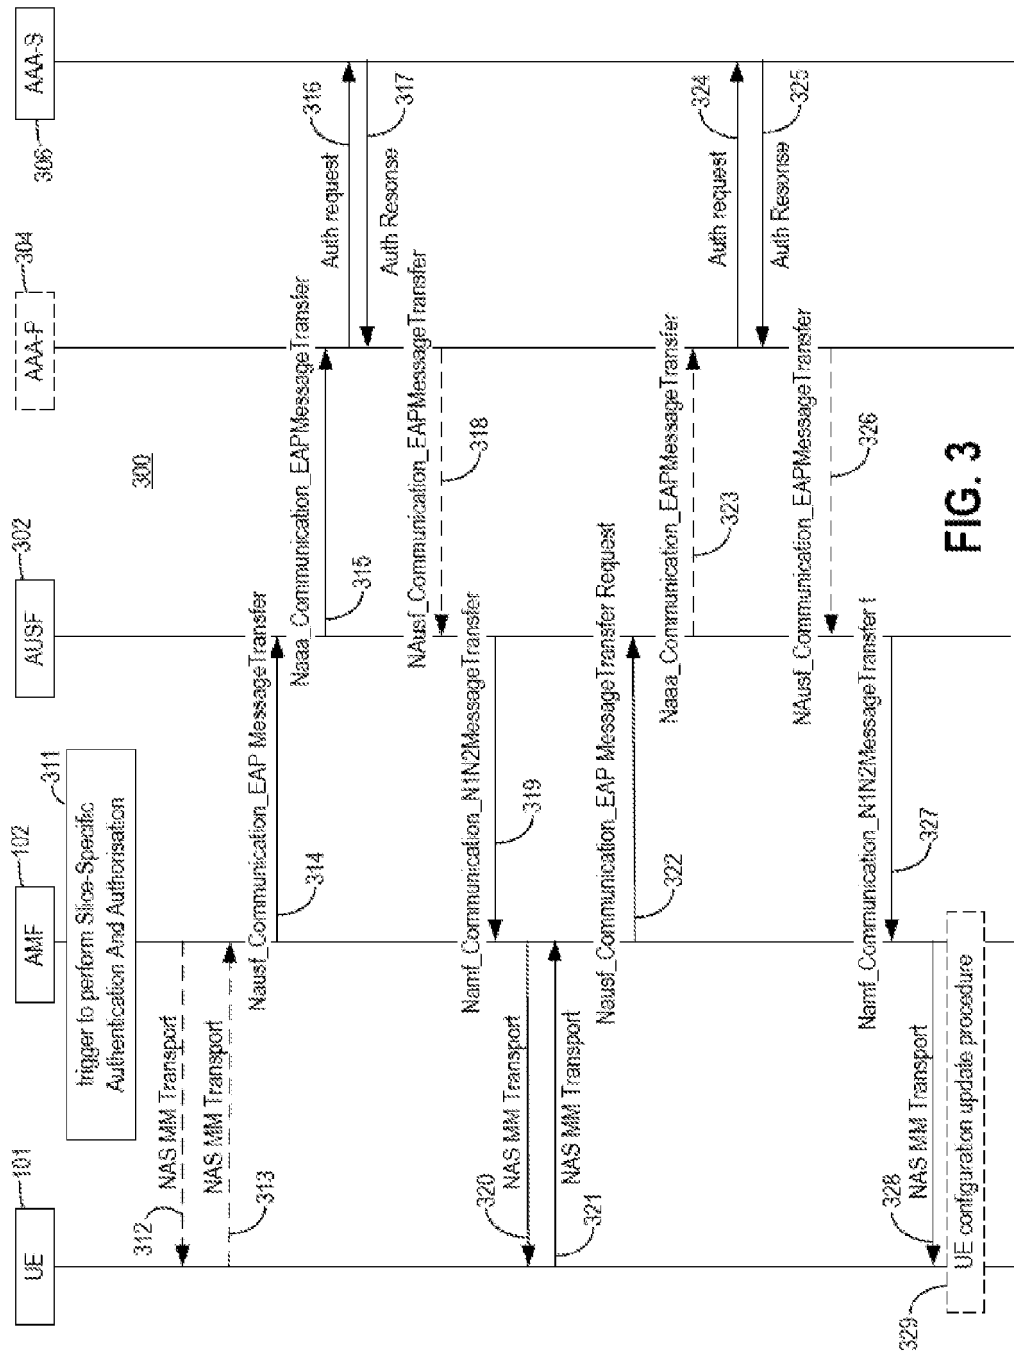 UE
101
AMF
102
AUSF
302
AAA-P
304
AAA-S
306
300
trigger to perform Slice-Specific
Authentication And Authorisation
311
NAS MM Transport
312
NAS MM Transport
313
Nausf_Communication_EAP MessageTransfer
314
Naaa_Communication_EAPMessageTransfer
315
Auth request
316
Auth Resonse
317
NAusf_Communication_EAPMessageTransfer
318
Namf_Communication_N1N2MessageTransfer
319
NAS MM Transport
320
NAS MM Transport
321
Nausf_Communication_EAP MessageTransfer Request
322
Naaa_Communication_EAPMessageTransfer
323
Auth request
324
Auth Resonse
325
NAusf_Communication_EAPMessageTransfer
326
Namf_Communication_N1N2MessageTransfer t
327
NAS MM Transport
328
UE configuration update procedure
329
FIG. 3